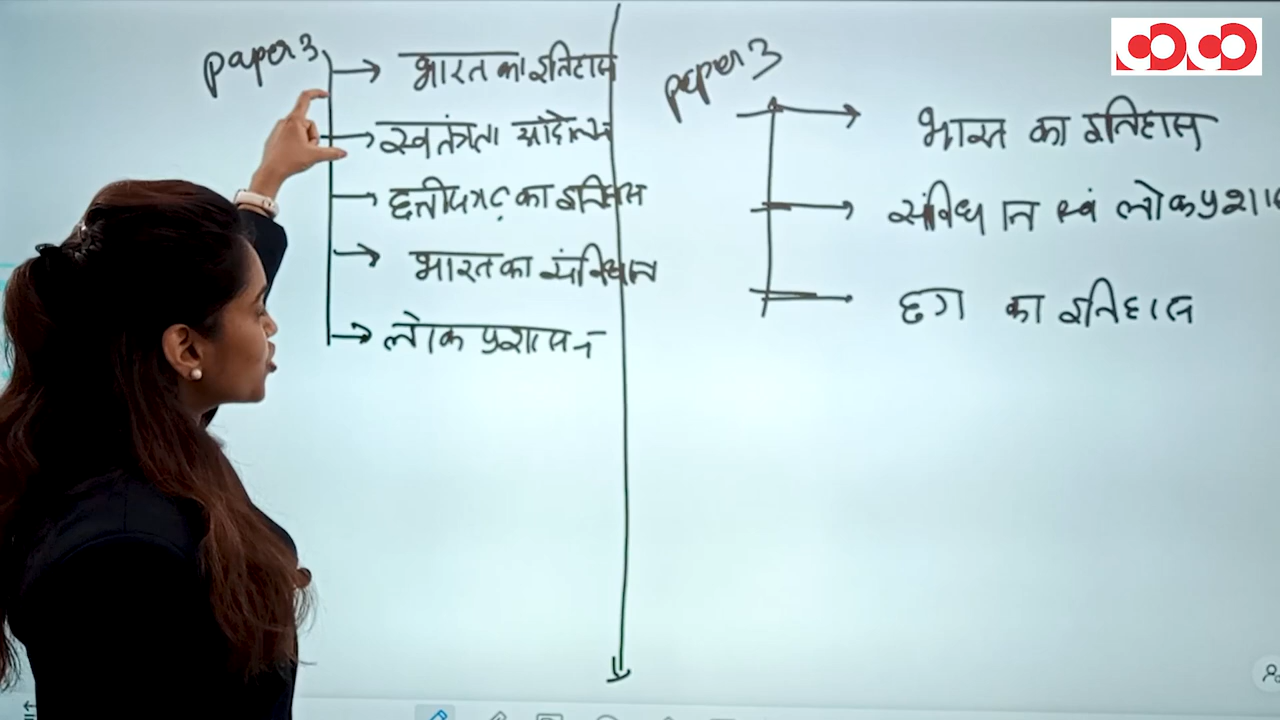 paper 3
भारत का इतिहास
स्वतंत्रता आंदोलन
छत्तीसगढ़ का इतिहास
भारत का संविधान
लोक प्रशासन
paper 3
भारत का इतिहास
संविधान एवं लोक प्रशा
छग का इतिहास